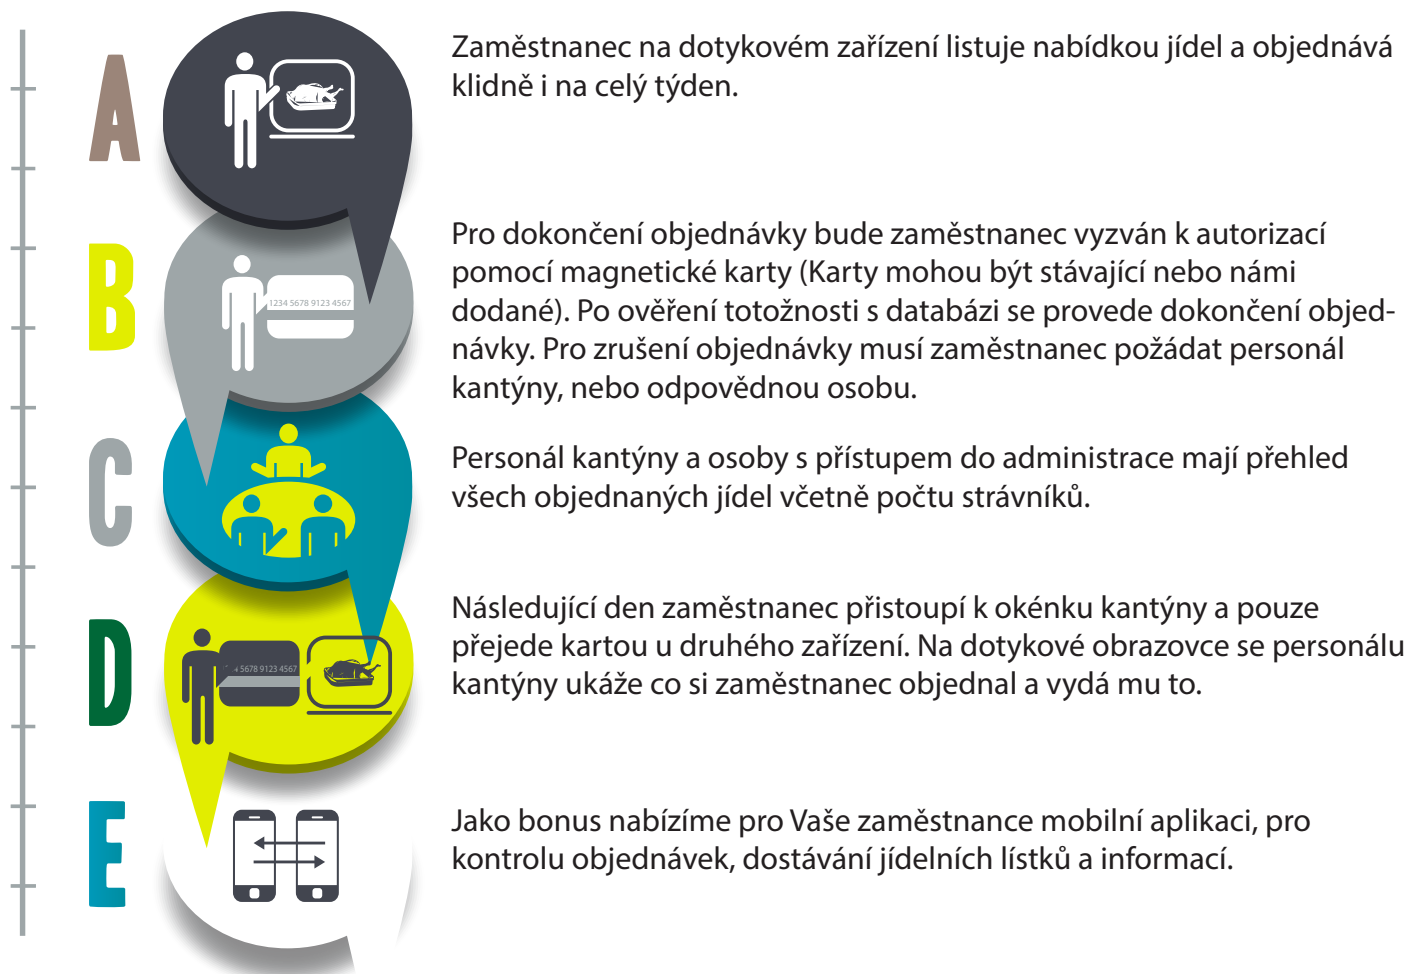 A
Zaměstnanec na dotykovém zařízení listuje nabídkou jídel a objednává
klidně i na celý týden.
B
1234 5678 9123 4567
Pro dokončení objednávky bude zaměstnanec vyzván k autorizací
pomocí magnetické karty (Karty mohou být stávající nebo námi
dodané). Po ověření totožnosti s databázi se provede dokončení objed-
návky. Pro zrušení objednávky musí zaměstnanec požádat personál
kantýny, nebo odpovědnou osobu.
C
Personál kantýny a osoby s přístupem do administrace mají přehled
všech objednaných jídel včetně počtu strávníků.
D
5678 9123 4567
Následující den zaměstnanec přistoupí k okénku kantýny a pouze
přejede kartou u druhého zařízení. Na dotykové obrazovce se personálu
kantýny ukáže co si zaměstnanec objednal a vydá mu to.
E
Jako bonus nabízíme pro Vaše zaměstnance mobilní aplikaci, pro
kontrolu objednávek, dostávání jídelních lístků a informací.